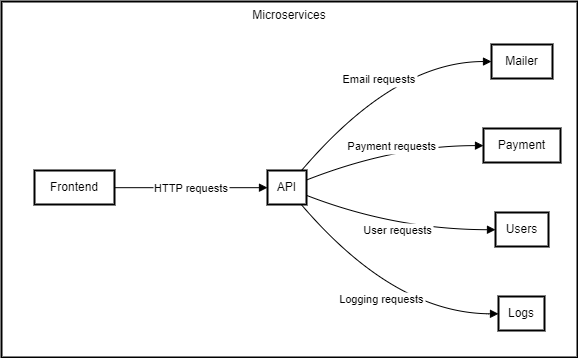 Microservices
Mailer
Email requests
Payment requests
Payment
Frontend
HTTP requests
API
User requests
Users
Logging requests
Logs